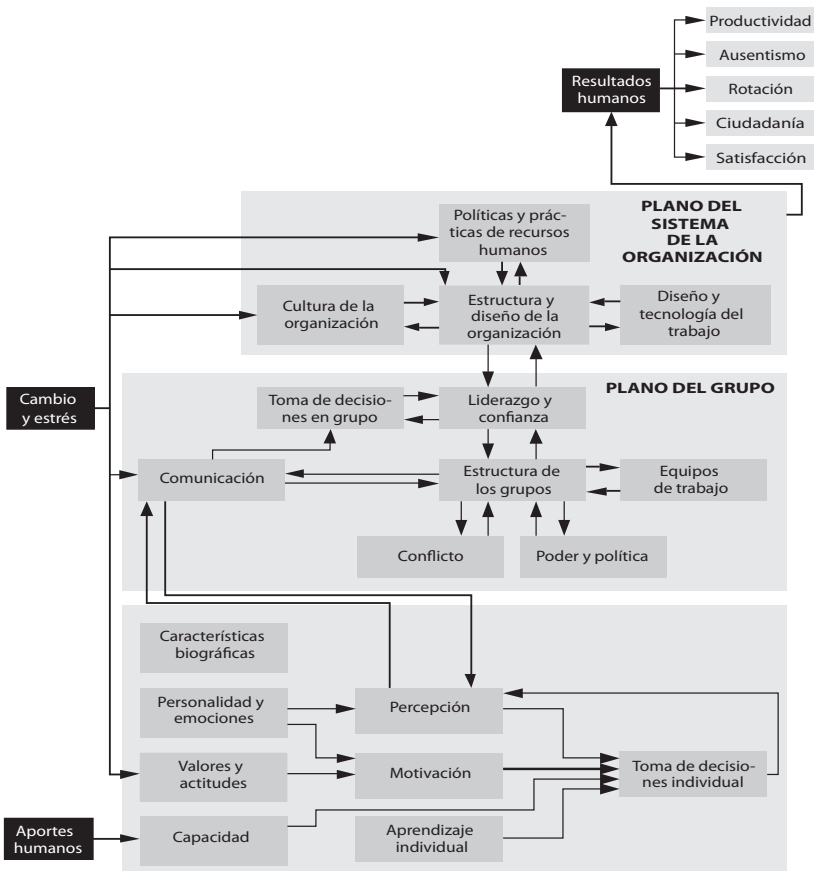 Productividad
Ausentismo
Resultados
humanos
Rotación
Ciudadanía
Satisfacción
PLANO DEL
SISTEMA
DE LA
ORGANIZACIÓN
Políticas y prác-
ticas de recursos
humanos
Cultura de la
organización
Estructura y
diseño de la
organización
Diseño y
tecnología del
trabajo
PLANO DEL GRUPO
Cambio
y estrés
Toma de decisio-
nes en grupo
Liderazgo y
confianza
Comunicación
Estructura de
los grupos
Equipos
de trabajo
Conflicto
Poder y política
Características
biográficas
Personalidad y
emociones
Percepción
Valores y
actitudes
Motivación
Toma de decisio-
nes individual
Aportes
humanos
Capacidad
Aprendizaje
individual